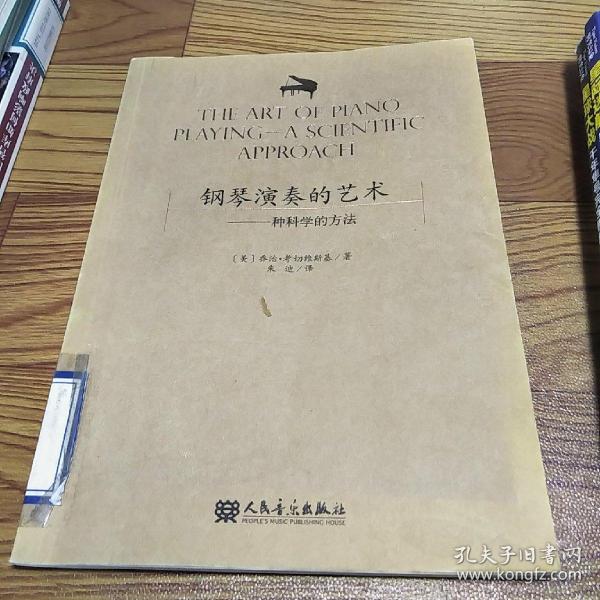 THE ART OF PIANO
PLAYING—A SCIENTIFIC
APPROACH
钢琴演奏的艺术
———一种科学的方法
〔美〕乔治·考切维斯基／著
朱 迪／译
人民音乐出版社
PEOPLE'S MUSIC PUBLISHING HOUSE
孔夫子旧书网
www.kongfz.com